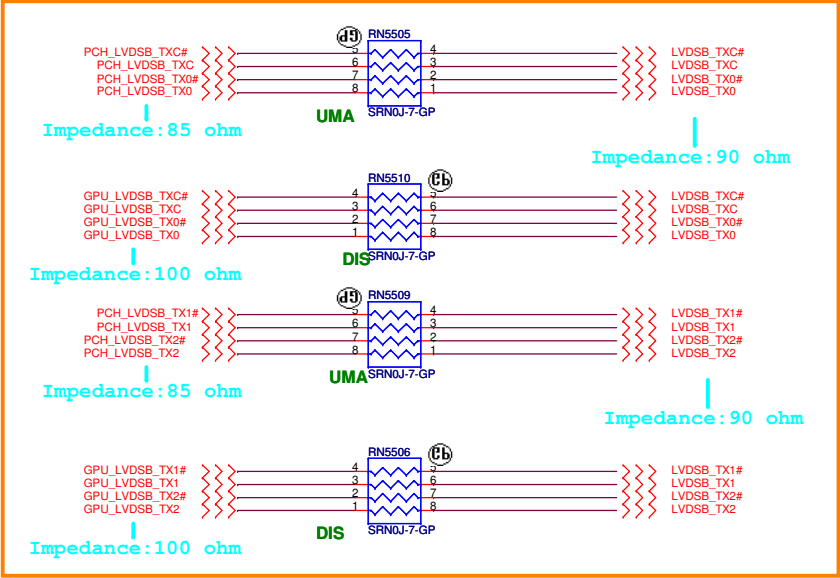 RN5505
PCH_LVDSB_TXC# 5 4 LVDSB_TXC#
PCH_LVDSB_TXC 6 3 LVDSB_TXC
PCH_LVDSB_TX0# 7 2 LVDSB_TX0#
PCH_LVDSB_TX0 8 1 LVDSB_TX0
UMA SRN0J-7-GP
Impedance:85 ohm
Impedance:90 ohm
RN5510
GPU_LVDSB_TXC# 4 5 LVDSB_TXC#
GPU_LVDSB_TXC 3 6 LVDSB_TXC
GPU_LVDSB_TX0# 2 7 LVDSB_TX0#
GPU_LVDSB_TX0 1 8 LVDSB_TX0
DIS SRN0J-7-GP
Impedance:100 ohm
RN5509
PCH_LVDSB_TX1# 5 4 LVDSB_TX1#
PCH_LVDSB_TX1 6 3 LVDSB_TX1
PCH_LVDSB_TX2# 7 2 LVDSB_TX2#
PCH_LVDSB_TX2 8 1 LVDSB_TX2
UMA SRN0J-7-GP
Impedance:85 ohm
Impedance:90 ohm
RN5506
GPU_LVDSB_TX1# 4 5 LVDSB_TX1#
GPU_LVDSB_TX1 3 6 LVDSB_TX1
GPU_LVDSB_TX2# 2 7 LVDSB_TX2#
GPU_LVDSB_TX2 1 8 LVDSB_TX2
DIS SRN0J-7-GP
Impedance:100 ohm